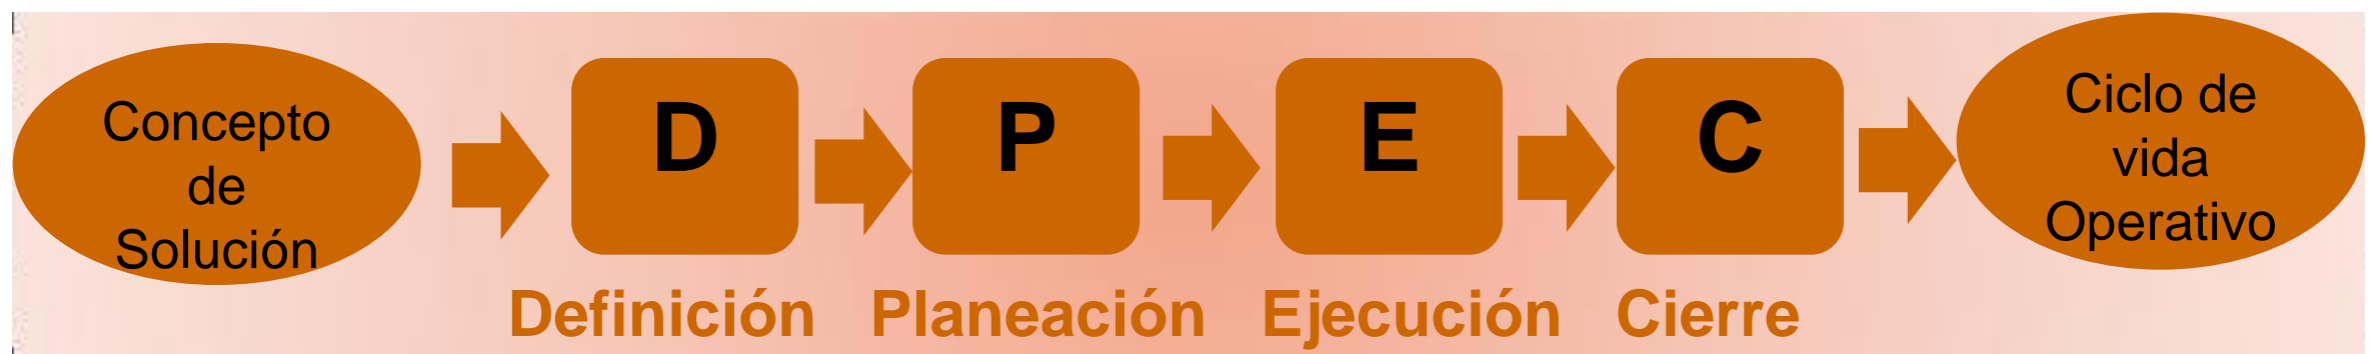 Concepto
de
Solución
D
P
E
C
Ciclo de
vida
Operativo
Definición
Planeación
Ejecución
Cierre